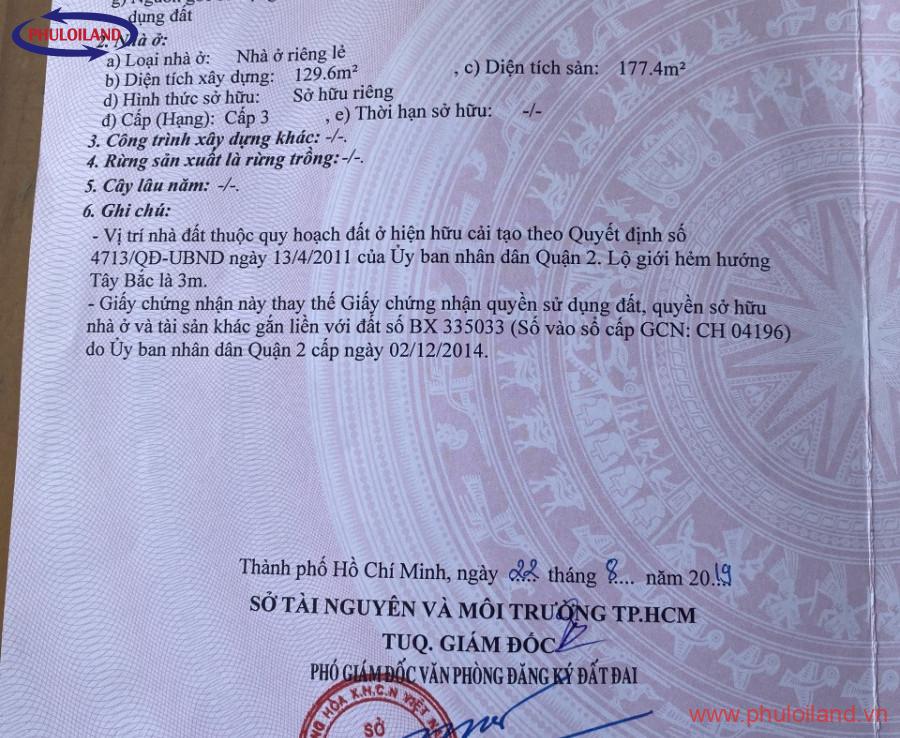 dụng đất
PHULOILAND
2. Nhà ở:
a) Loại nhà ở: Nhà ở riêng lẻ
b) Diện tích xây dựng: 129.6m² , c) Diện tích sàn: 177.4m²
d) Hình thức sở hữu: Sở hữu riêng
đ) Cấp (Hạng): Cấp 3 , e) Thời hạn sở hữu: -/-
3. Công trình xây dựng khác: -/-.
4. Rừng sản xuất là rừng trồng:-/-.
5. Cây lâu năm: -/-.
6. Ghi chú:
- Vị trí nhà đất thuộc quy hoạch đất ở hiện hữu cải tạo theo Quyết định số
4713/QĐ-UBND ngày 13/4/2011 của Ủy ban nhân dân Quận 2. Lộ giới hẻm hướng
Tây Bắc là 3m.
- Giấy chứng nhận này thay thế Giấy chứng nhận quyền sử dụng đất, quyền sở hữu
nhà ở và tài sản khác gắn liền với đất số BX 335033 (Số vào sổ cấp GCN: CH 04196)
do Ủy ban nhân dân Quận 2 cấp ngày 02/12/2014.
Thành phố Hồ Chí Minh, ngày 22 tháng 8... năm 20.19
SỞ TÀI NGUYÊN VÀ MÔI TRƯỜNG TP.HCM
TUQ. GIÁM ĐỐC
PHÓ GIÁM ĐỐC VĂN PHÒNG ĐĂNG KÝ ĐẤT ĐAI
HÒA X.H.C.N VIỆT
SỞ
www.phuloiland.vn